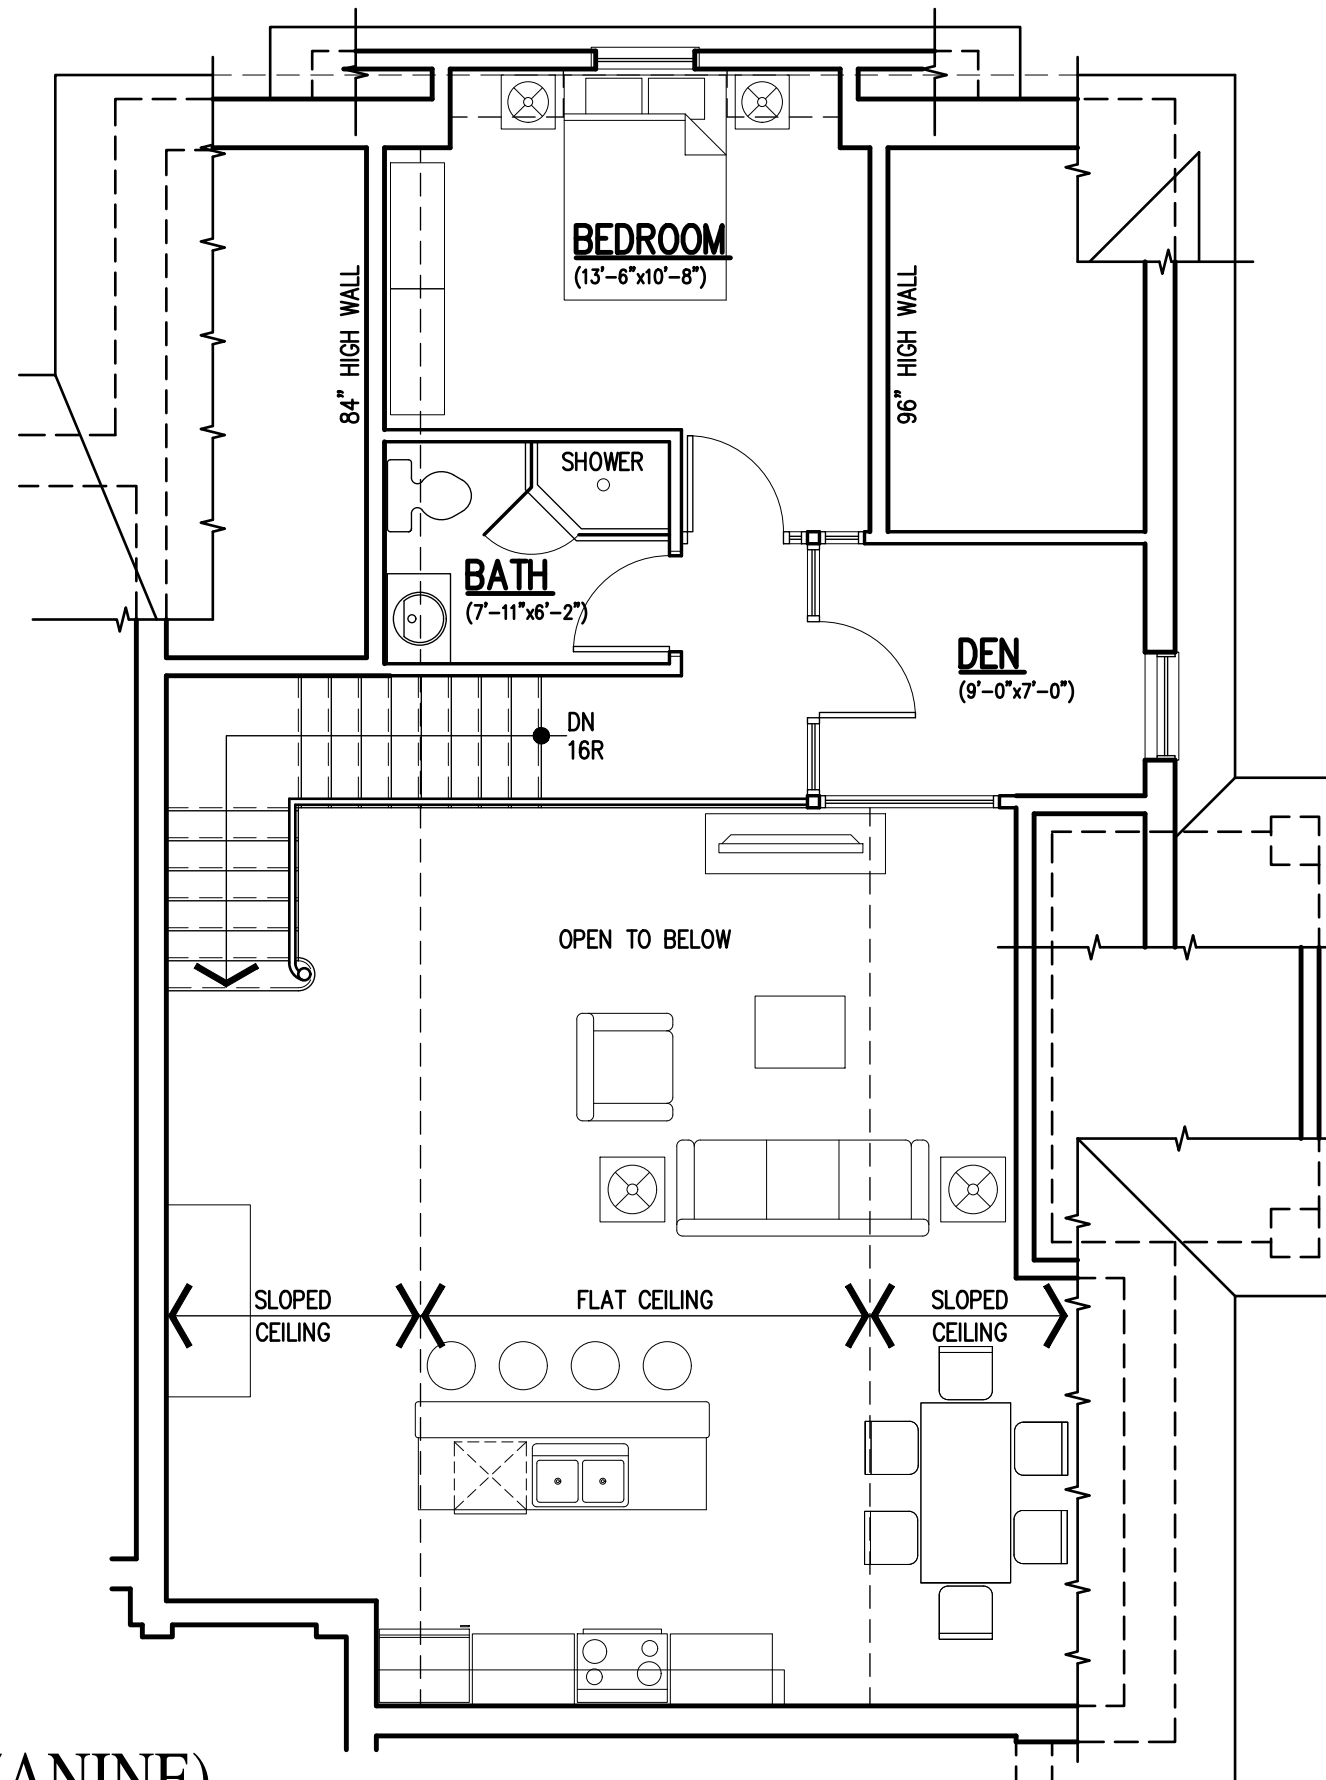 BEDROOM
(13'-6"x10'-8")
84" HIGH WALL
96" HIGH WALL
SHOWER
BATH
(7'-11"x6'-2")
DEN
(9'-0"x7'-0")
DN
16R
OPEN TO BELOW
SLOPED
CEILING
FLAT CEILING
SLOPED
CEILING
ANINE)